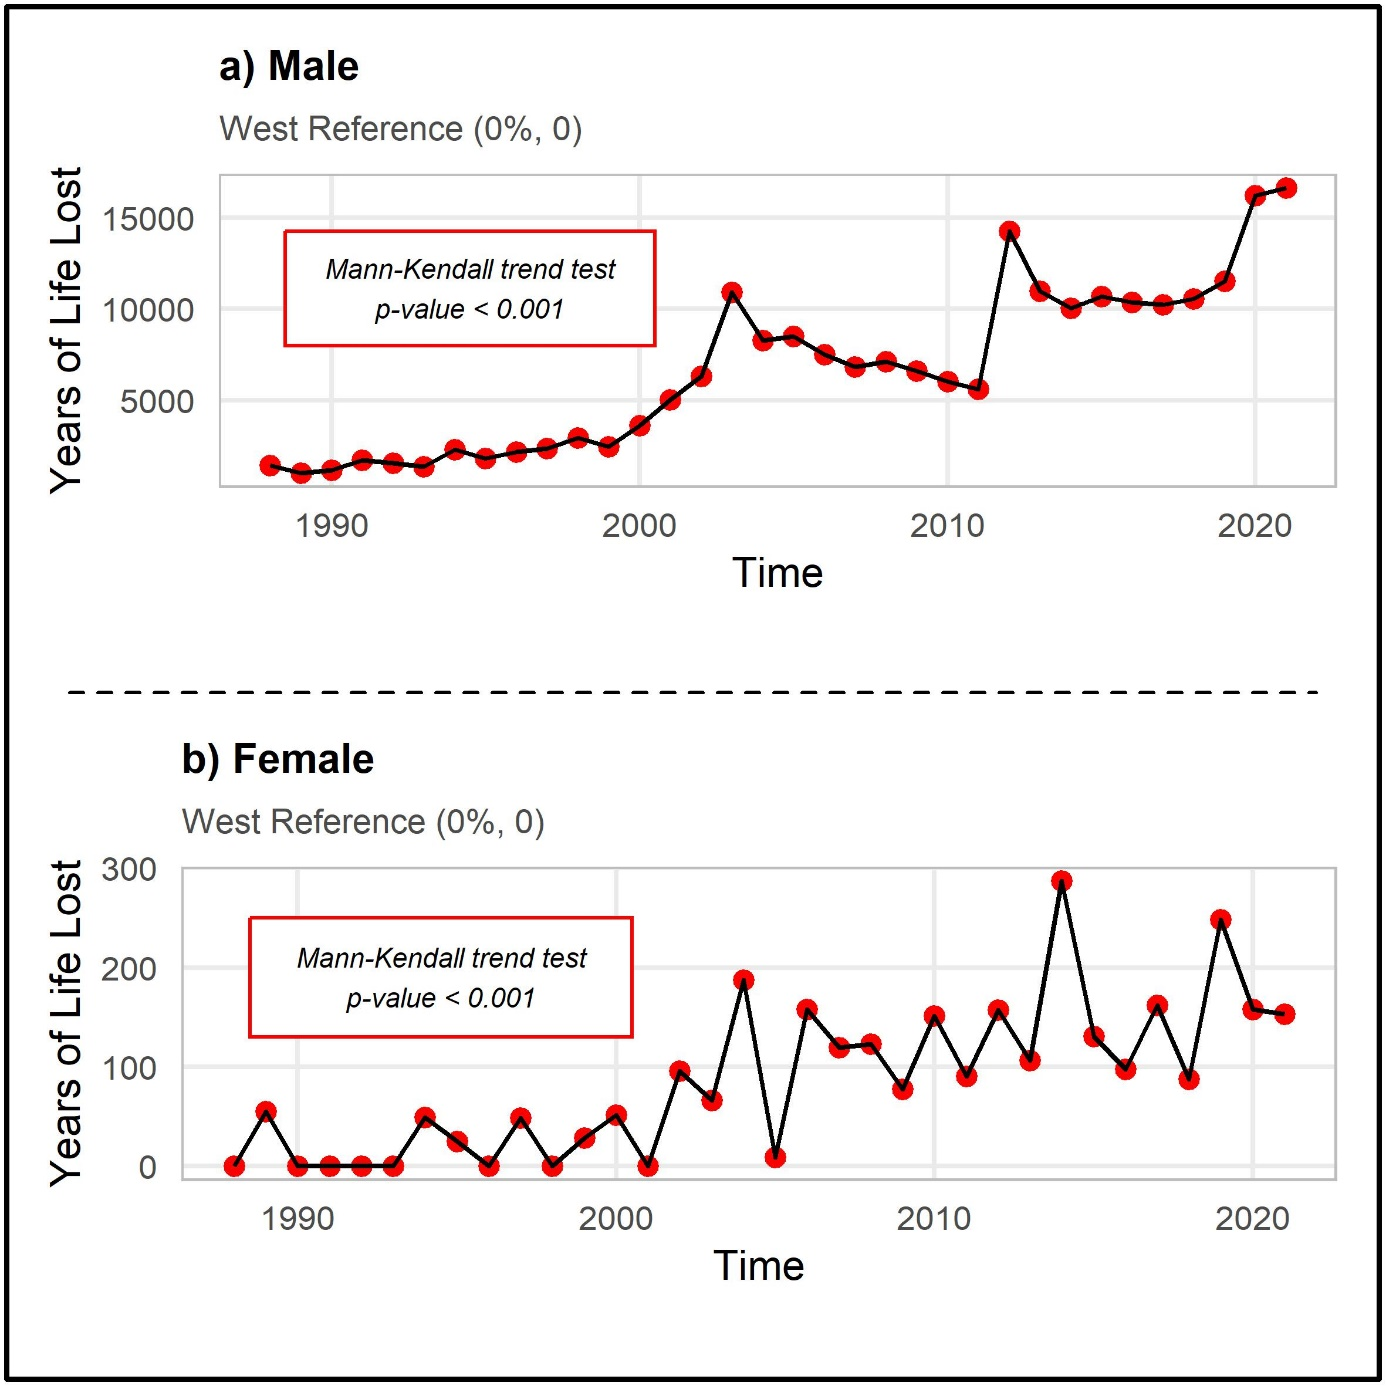 a) Male
West Reference (0%, 0)
Years of Life Lost
15000
10000
5000
Mann-Kendall trend test
p-value < 0.001
1990 2000 2010 2020
Time
b) Female
West Reference (0%, 0)
Years of Life Lost
300
200
100
0
Mann-Kendall trend test
p-value < 0.001
1990 2000 2010 2020
Time